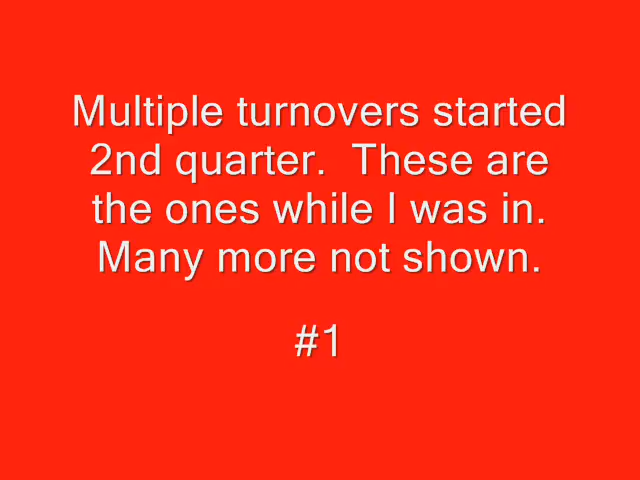 Multiple turnovers started
2nd quarter.  These are
the ones while I was in.
Many more not shown.
#1